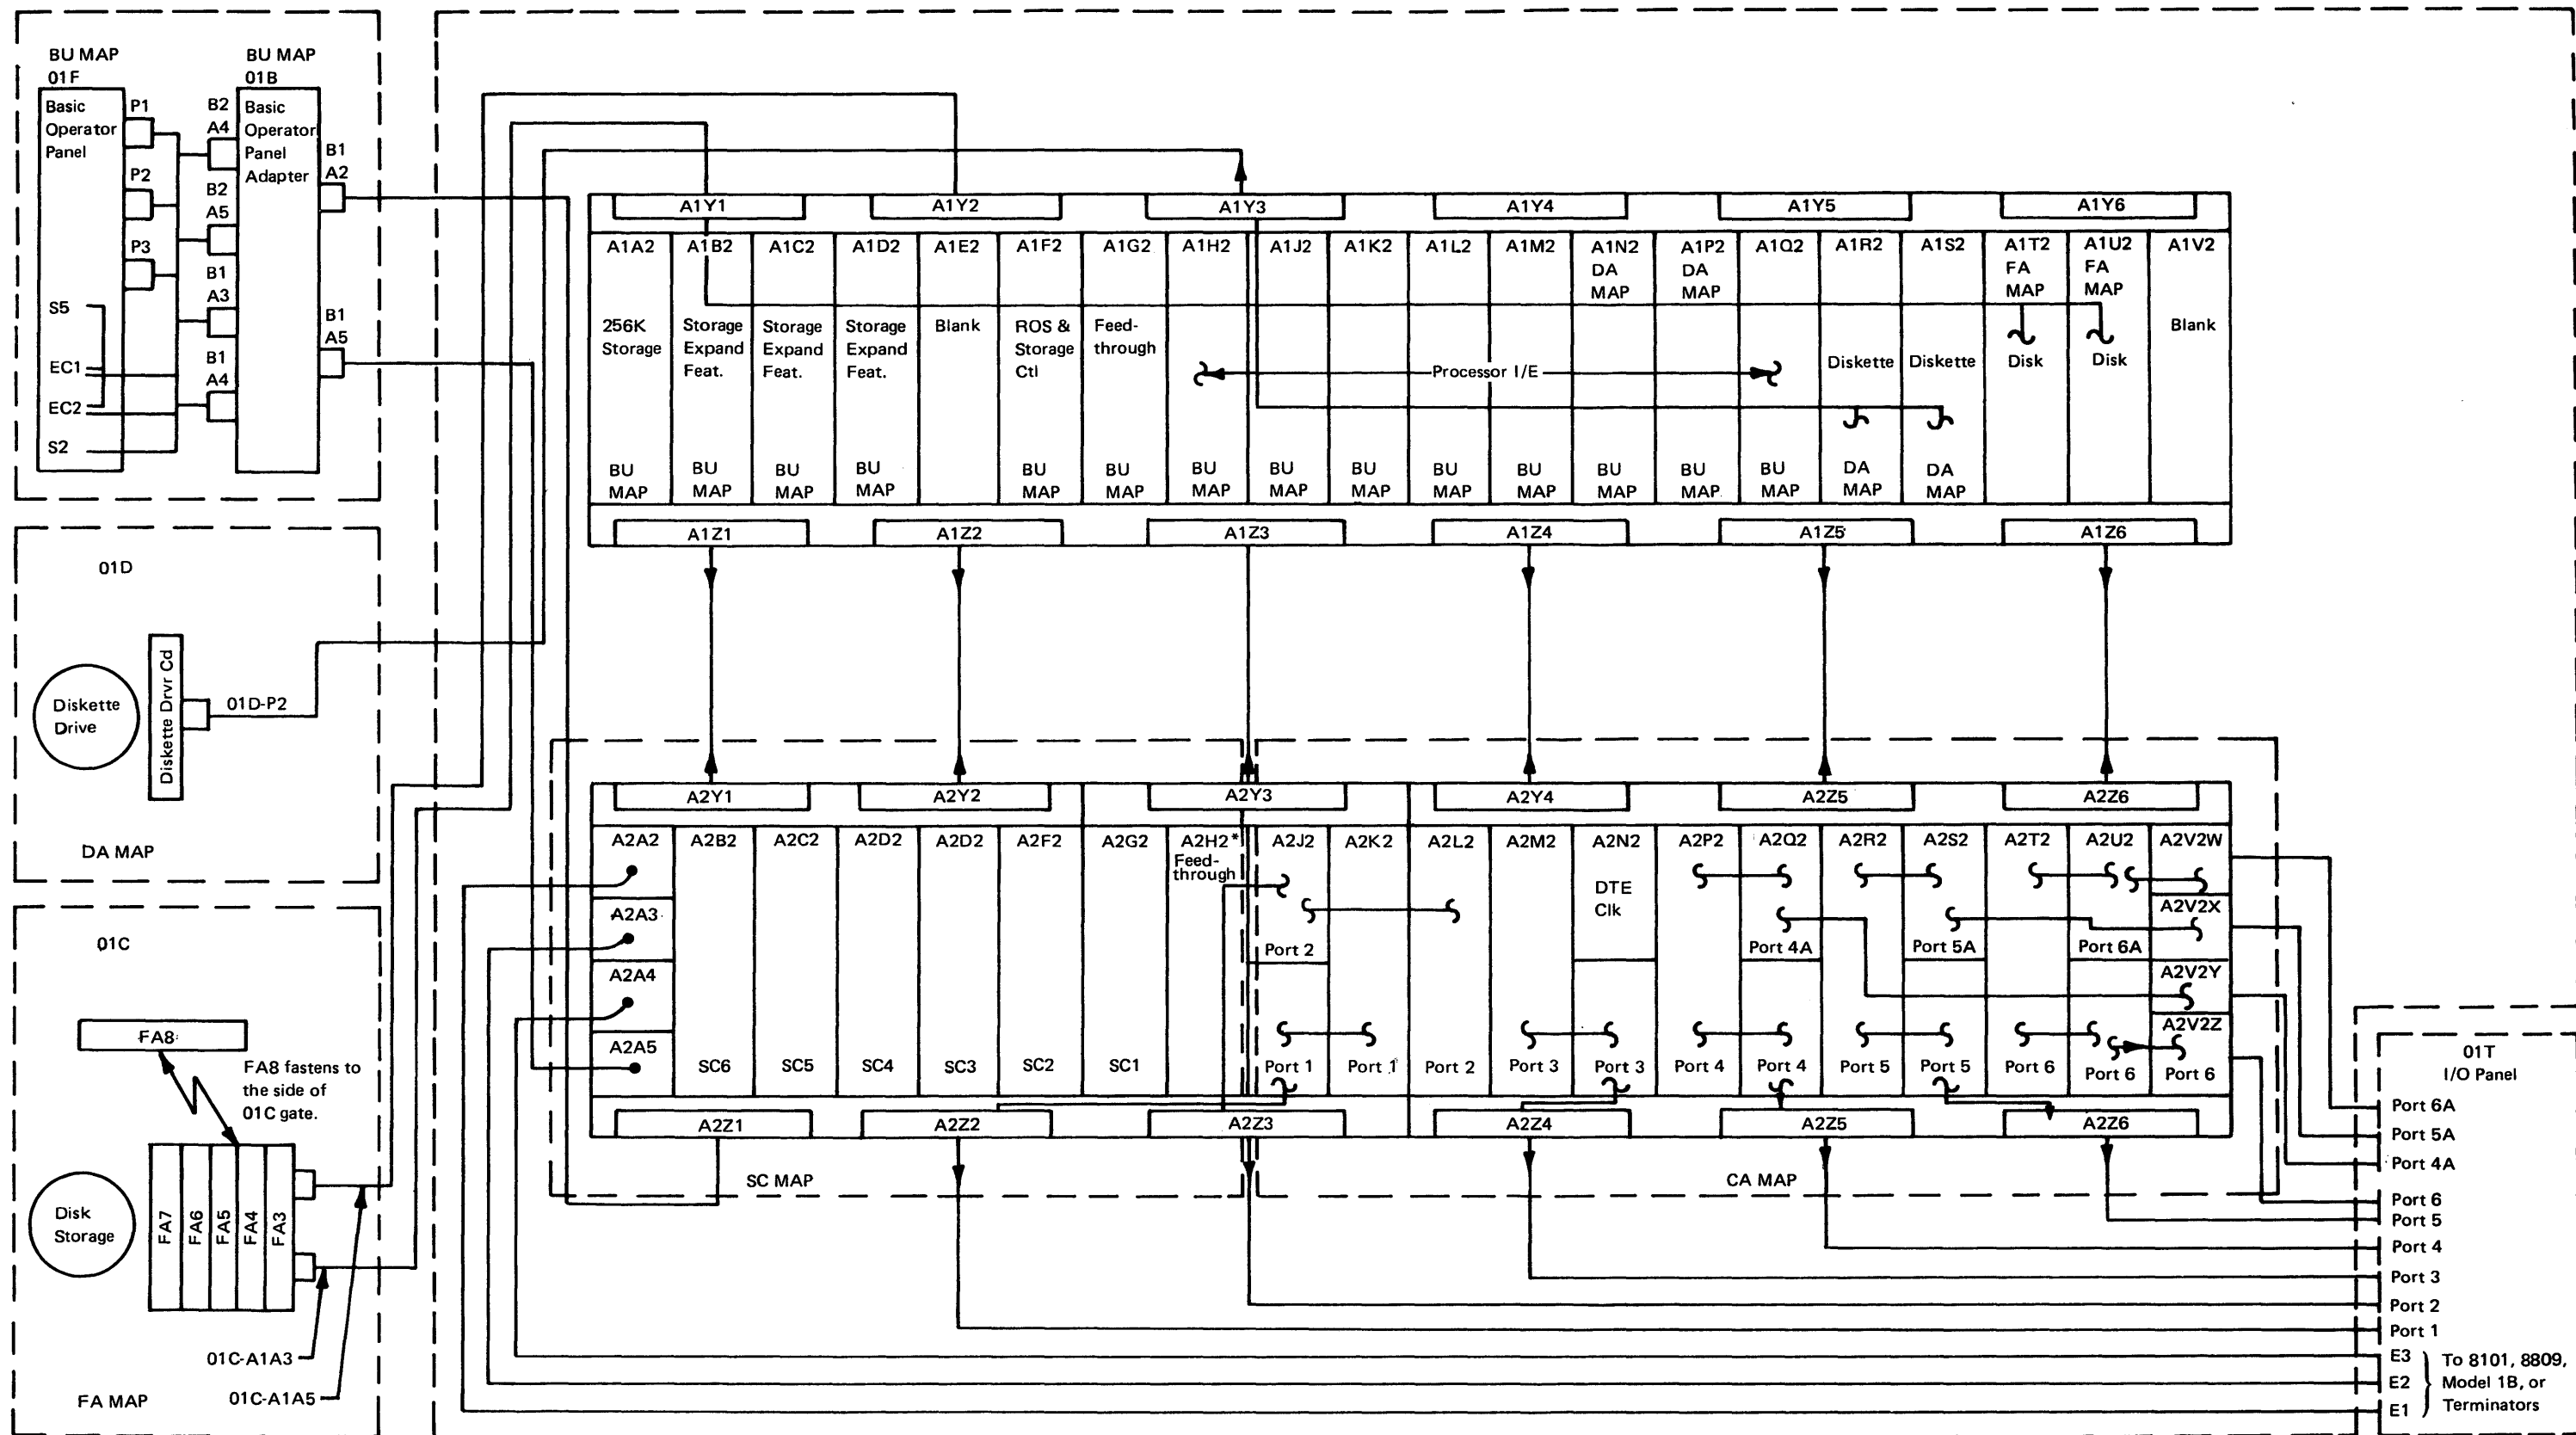 BU MAP
01F
BU MAP
01B
Basic
Operator
Panel
P1
P2
P3
S5
EC1
EC2
S2
B2
A4
B2
A5
B1
A3
B1
A4
Basic
Operator
Panel
Adapter
B1
A2
B1
A5
01D
Diskette
Drive
Diskette Drvr Cd
01D-P2
DA MAP
01C
FA8
FA8 fastens to
the side of
01C gate.
Disk
Storage
FA7
FA6
FA5
FA4
FA3
01C-A1A3
01C-A1A5
FA MAP
A1Y1
A1Y2
A1Y3
A1Y4
A1Y5
A1Y6
A1A2
256K
Storage
BU
MAP
A1B2
Storage
Expand
Feat.
BU
MAP
A1C2
Storage
Expand
Feat.
BU
MAP
A1D2
Storage
Expand
Feat.
BU
MAP
A1E2
Blank
A1F2
ROS &
Storage
Ctl
BU
MAP
A1G2
Feed-
through
BU
MAP
A1H2
BU
MAP
A1J2
BU
MAP
A1K2
BU
MAP
A1L2
BU
MAP
A1M2
BU
MAP
A1N2
DA
MAP
BU
MAP
A1P2
DA
MAP
BU
MAP
A1Q2
BU
MAP
Processor I/E
A1R2
Diskette
DA
MAP
A1S2
Diskette
DA
MAP
A1T2
FA
MAP
Disk
A1U2
FA
MAP
Disk
A1V2
Blank
A1Z1
A1Z2
A1Z3
A1Z4
A1Z5
A1Z6
A2Y1
A2Y2
A2Y3
A2Y4
A2Z5
A2Z6
A2A2
A2A3
A2A4
A2A5
A2B2
SC6
A2C2
SC5
A2D2
SC4
A2D2
SC3
A2F2
SC2
A2G2
SC1
A2H2*
Feed-
through
A2J2
Port 2
Port 1
A2K2
Port 1
A2L2
Port 2
A2M2
Port 3
A2N2
DTE
Clk
Port 3
A2P2
Port 4
A2Q2
Port 4A
Port 4
A2R2
Port 5
A2S2
Port 5A
Port 5
A2T2
Port 6
A2U2
Port 6A
Port 6
A2V2W
A2V2X
A2V2Y
A2V2Z
Port 6
A2Z1
A2Z2
A2Z3
A2Z4
A2Z5
A2Z6
SC MAP
CA MAP
01T
I/O Panel
Port 6A
Port 5A
Port 4A
Port 6
Port 5
Port 4
Port 3
Port 2
Port 1
E3
E2
E1
To 8101, 8809,
Model 1B, or
Terminators